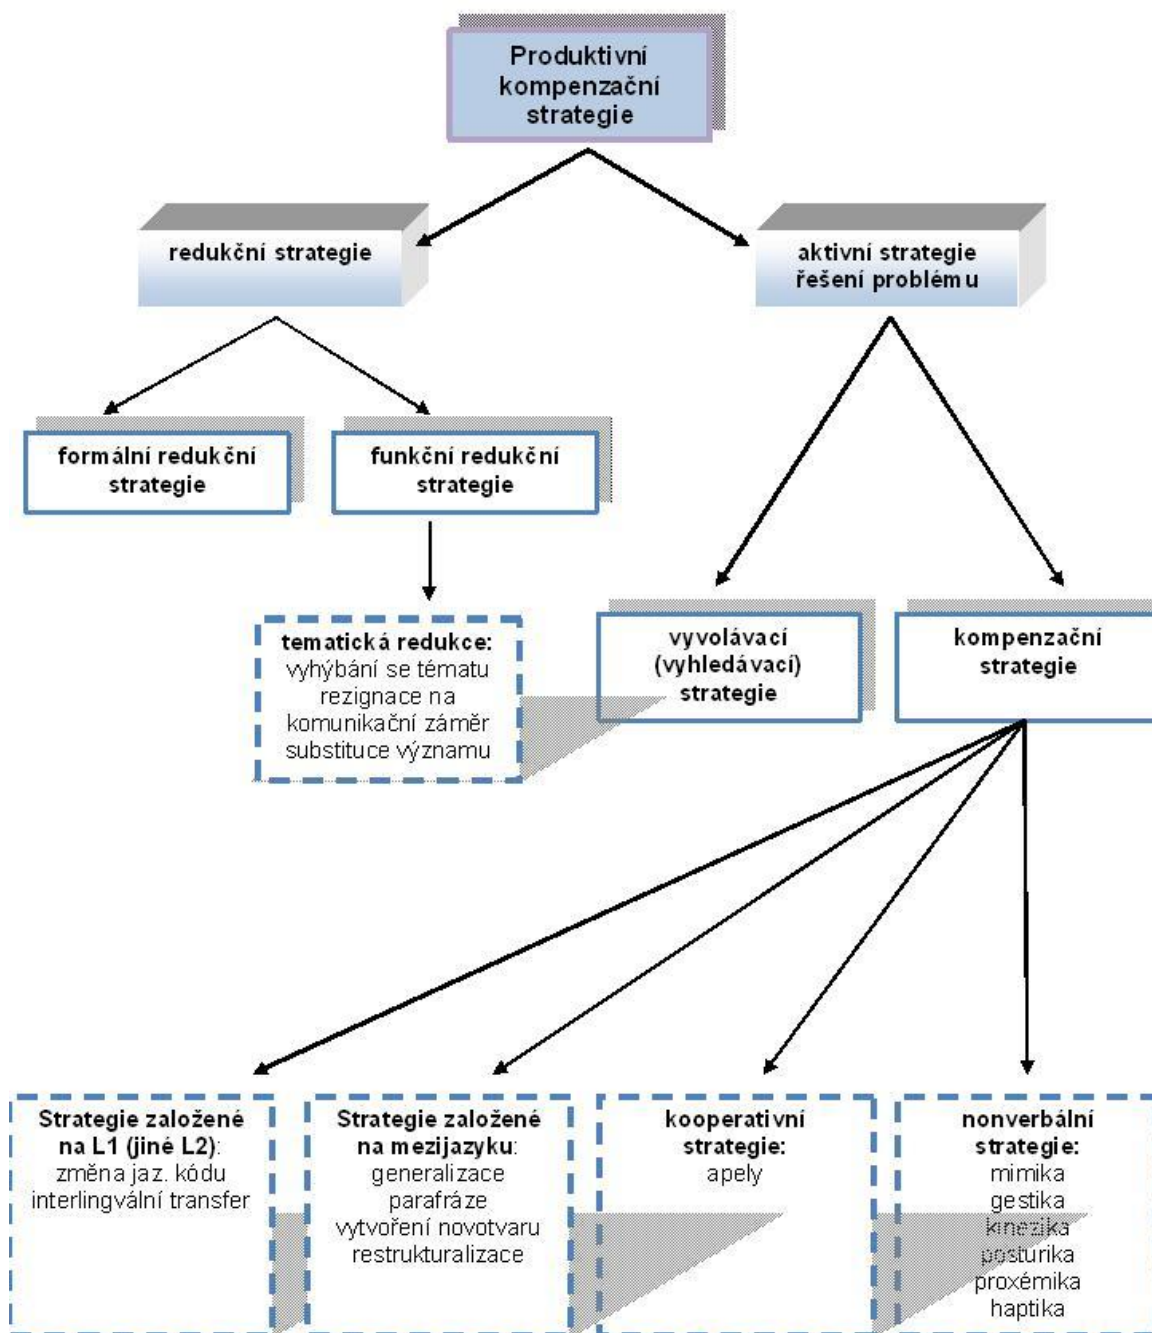 Produktivní
kompenzační
strategie
redukční strategie
aktivní strategie
řešení problému
formální redukční
strategie
funkční redukční
strategie
tematická redukce:
vyhýbání se tématu
rezignace na
komunikační záměr
substituce významu
vyvolávací
(vyhledávací)
strategie
kompenzační
strategie
Strategie založené
na L1 (jiné L2):
změna jaz. kódu
interlingvální transfer
Strategie založené
na mezijazyku:
generalizace
parafráze
vytvoření novotvaru
restrukturalizace
kooperativní
strategie:
apely
nonverbální
strategie:
mimika
gestika
kinezika
posturika
proxémika
haptika